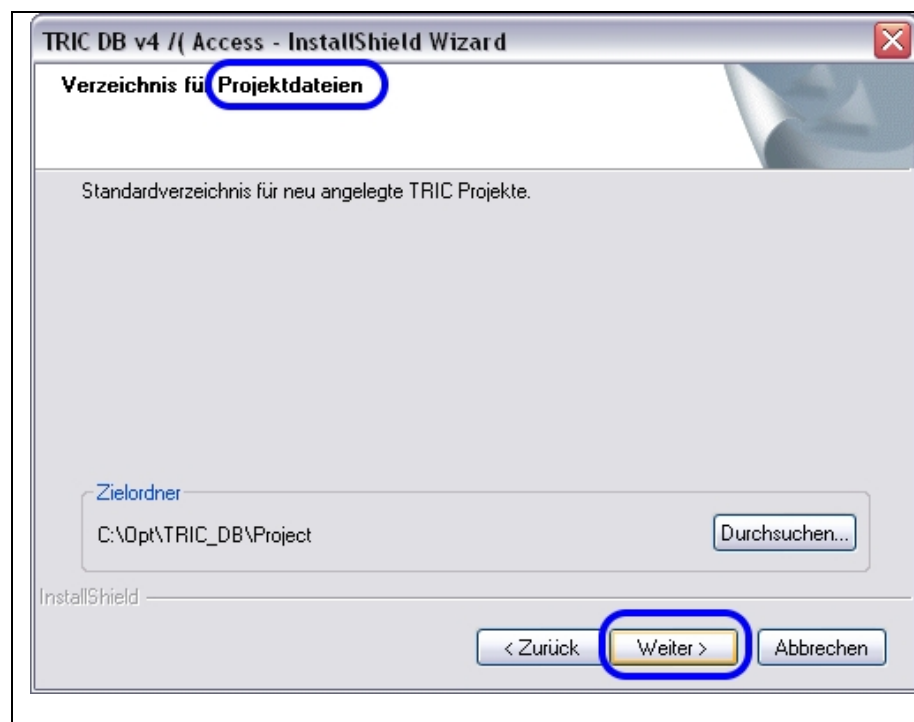 TRIC DB v4 /( Access - InstallShield Wizard
Verzeichnis fü Projektdateien
Standardverzeichnis für neu angelegte TRIC Projekte.
Zielordner
C:\Opt\TRIC_DB\Project
Durchsuchen...
InstallShield
< Zurück
Weiter >
Abbrechen